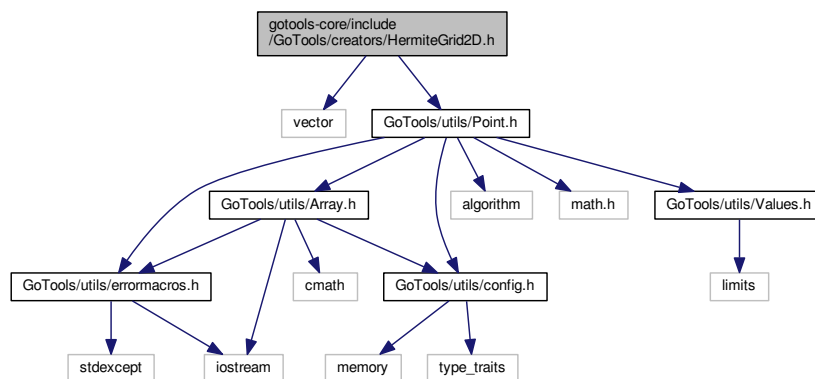 gotools-core/include
/GoTools/creators/HermiteGrid2D.h
vector
GoTools/utils/Point.h
GoTools/utils/Array.h
algorithm
math.h
GoTools/utils/Values.h
GoTools/utils/errormacros.h
cmath
GoTools/utils/config.h
limits
stdexcept
iostream
memory
type_traits